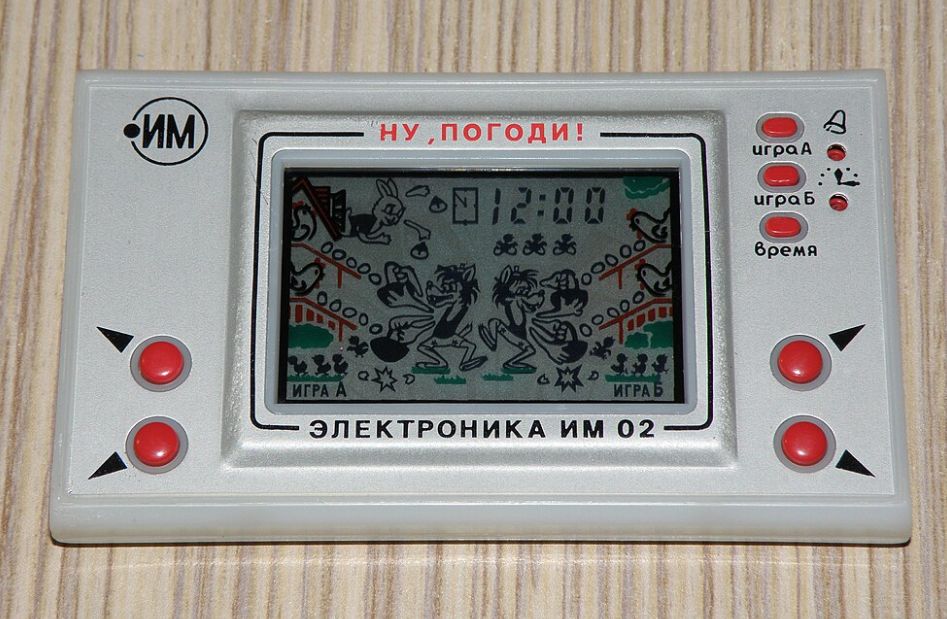 ИМ
НУ, ПОГОДИ!
игра А
игра Б
время
12:00
ИГРА А
ИГРА Б
ЭЛЕКТРОНИКА ИМ 02